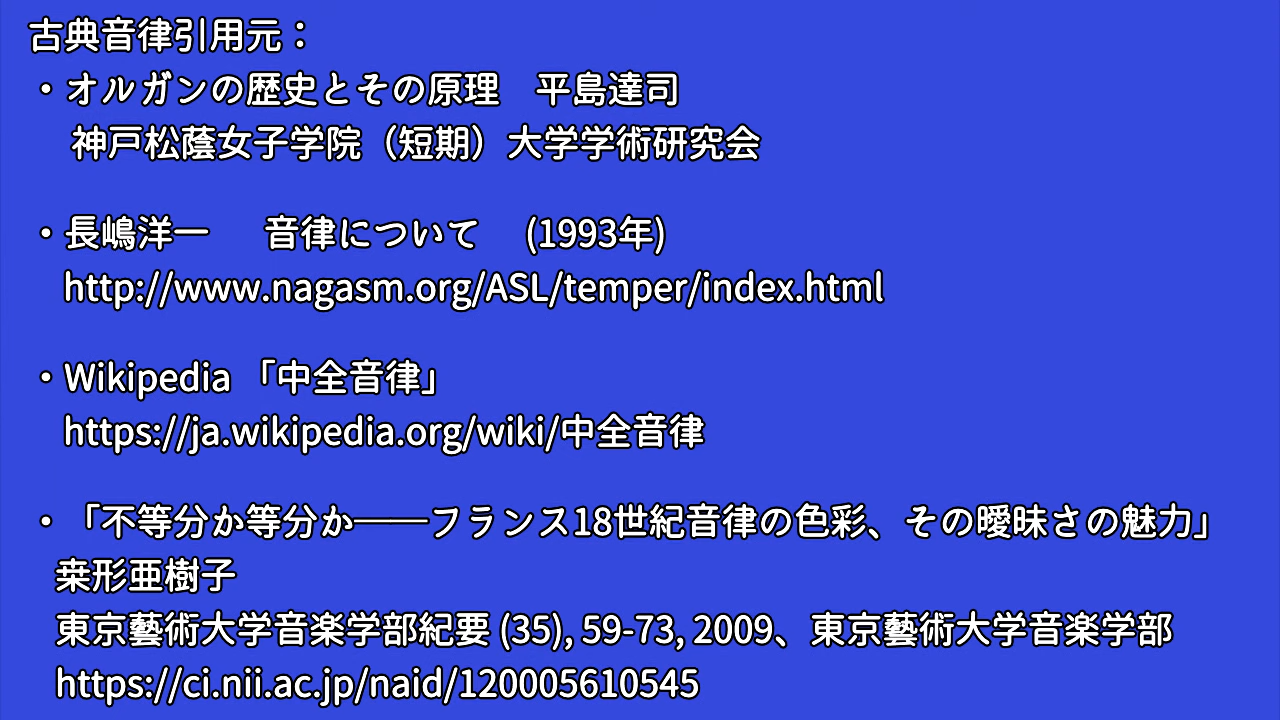 古典音律引用元：
・オルガンの歴史とその原理　平島達司
神戸松蔭女子学院（短期）大学学術研究会
・長嶋洋一　音律について　(1993年)
http://www.nagasm.org/ASL/temper/index.html
・Wikipedia 「中全音律」
https://ja.wikipedia.org/wiki/中全音律
・「不等分か等分か――フランス18世紀音律の色彩、その曖昧さの魅力」
桒形亜樹子
東京藝術大学音楽学部紀要 (35), 59-73, 2009、東京藝術大学音楽学部
https://ci.nii.ac.jp/naid/120005610545